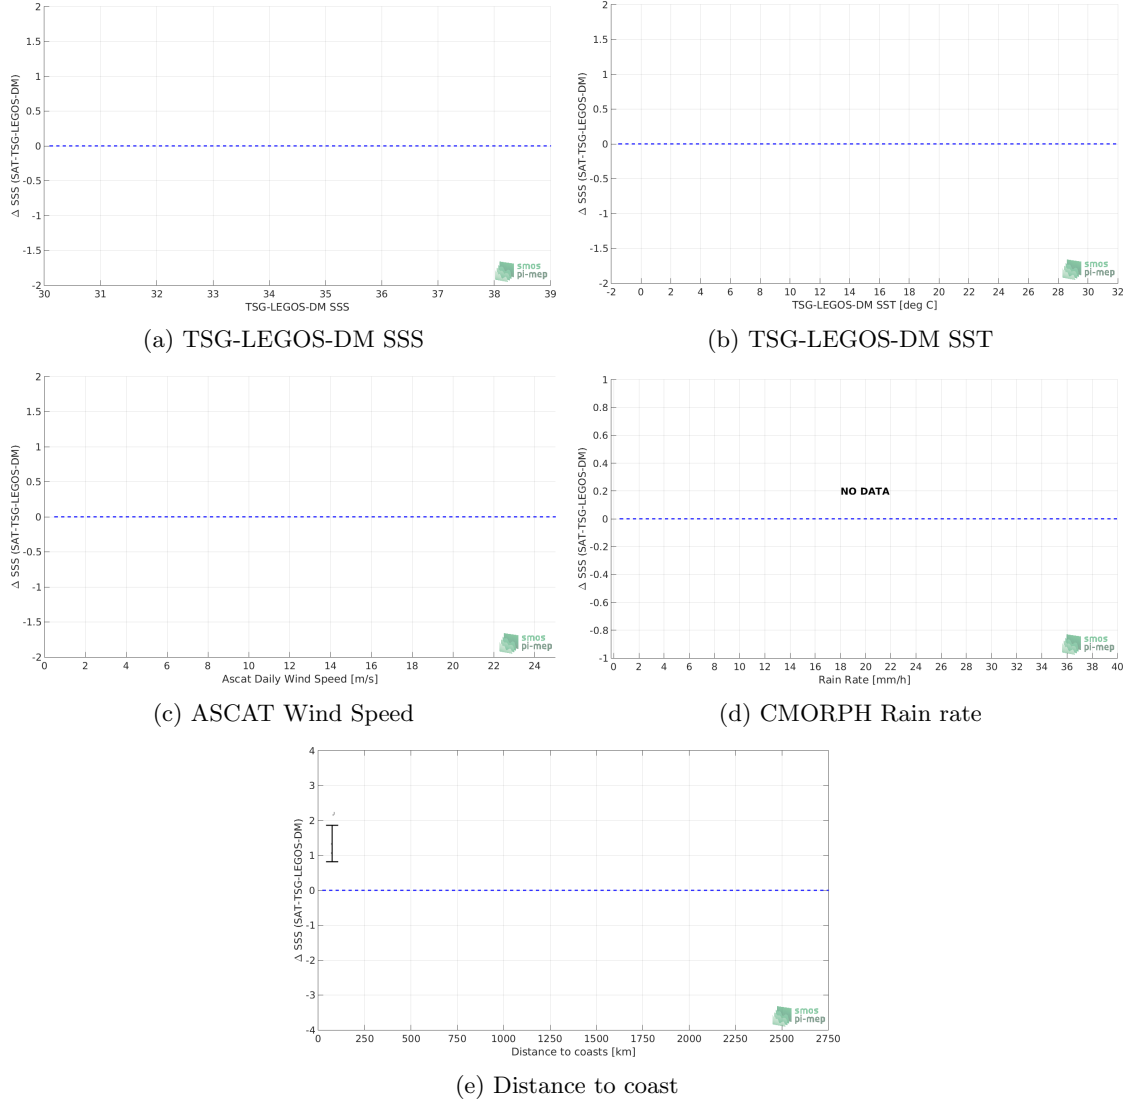 2
1.5
1
0.5
0
-0.5
-1
-1.5
-2
Δ SSS (SAT-TSG-LEGOS-DM)
30 31 32 33 34 35 36 37 38 39
TSG-LEGOS-DM SSS
smos
pi-mep
(a) TSG-LEGOS-DM SSS
2
1.5
1
0.5
0
-0.5
-1
-1.5
-2
Δ SSS (SAT-TSG-LEGOS-DM)
-2 0 2 4 6 8 10 12 14 16 18 20 22 24 26 28 30 32
TSG-LEGOS-DM SST [deg C]
smos
pi-mep
(b) TSG-LEGOS-DM SST
2
1.5
1
0.5
0
-0.5
-1
-1.5
-2
Δ SSS (SAT-TSG-LEGOS-DM)
0 2 4 6 8 10 12 14 16 18 20 22 24
Ascat Daily Wind Speed [m/s]
smos
pi-mep
(c) ASCAT Wind Speed
1
0.8
0.6
0.4
0.2
0
-0.2
-0.4
-0.6
-0.8
-1
Δ SSS (SAT-TSG-LEGOS-DM)
NO DATA
0 2 4 6 8 10 12 14 16 18 20 22 24 26 28 30 32 34 36 38 40
Rain Rate [mm/h]
smos
pi-mep
(d) CMORPH Rain rate
4
3
2
1
0
-1
-2
-3
-4
Δ SSS (SAT-TSG-LEGOS-DM)
0 250 500 750 1000 1250 1500 1750 2000 2250 2500 2750
Distance to coasts [km]
smos
pi-mep
(e) Distance to coast